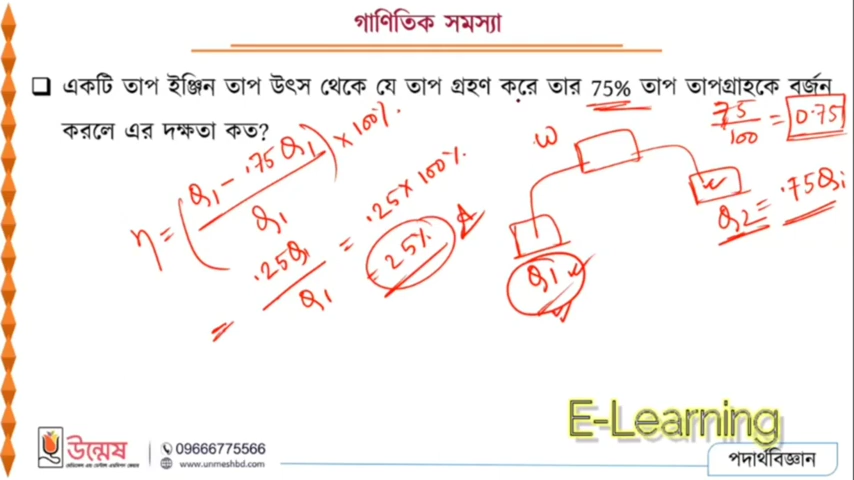 গাণিতিক সমস্যা
একটি তাপ ইঞ্জিন তাপ উৎস থেকে যে তাপ গ্রহণ করে তার 75% তাপ তাপগ্রাহকে বর্জন
করলে এর দক্ষতা কত?
75/100 = 0.75
W
Q2 = .75Q1
Q1
η = (Q1 - .75Q1 / Q1) × 100%
= .25Q1 / Q1 = .25 × 100%
= 25%
E-Learning
উন্মেষ
09666775566
www.unmeshbd.com
পদার্থবিজ্ঞান